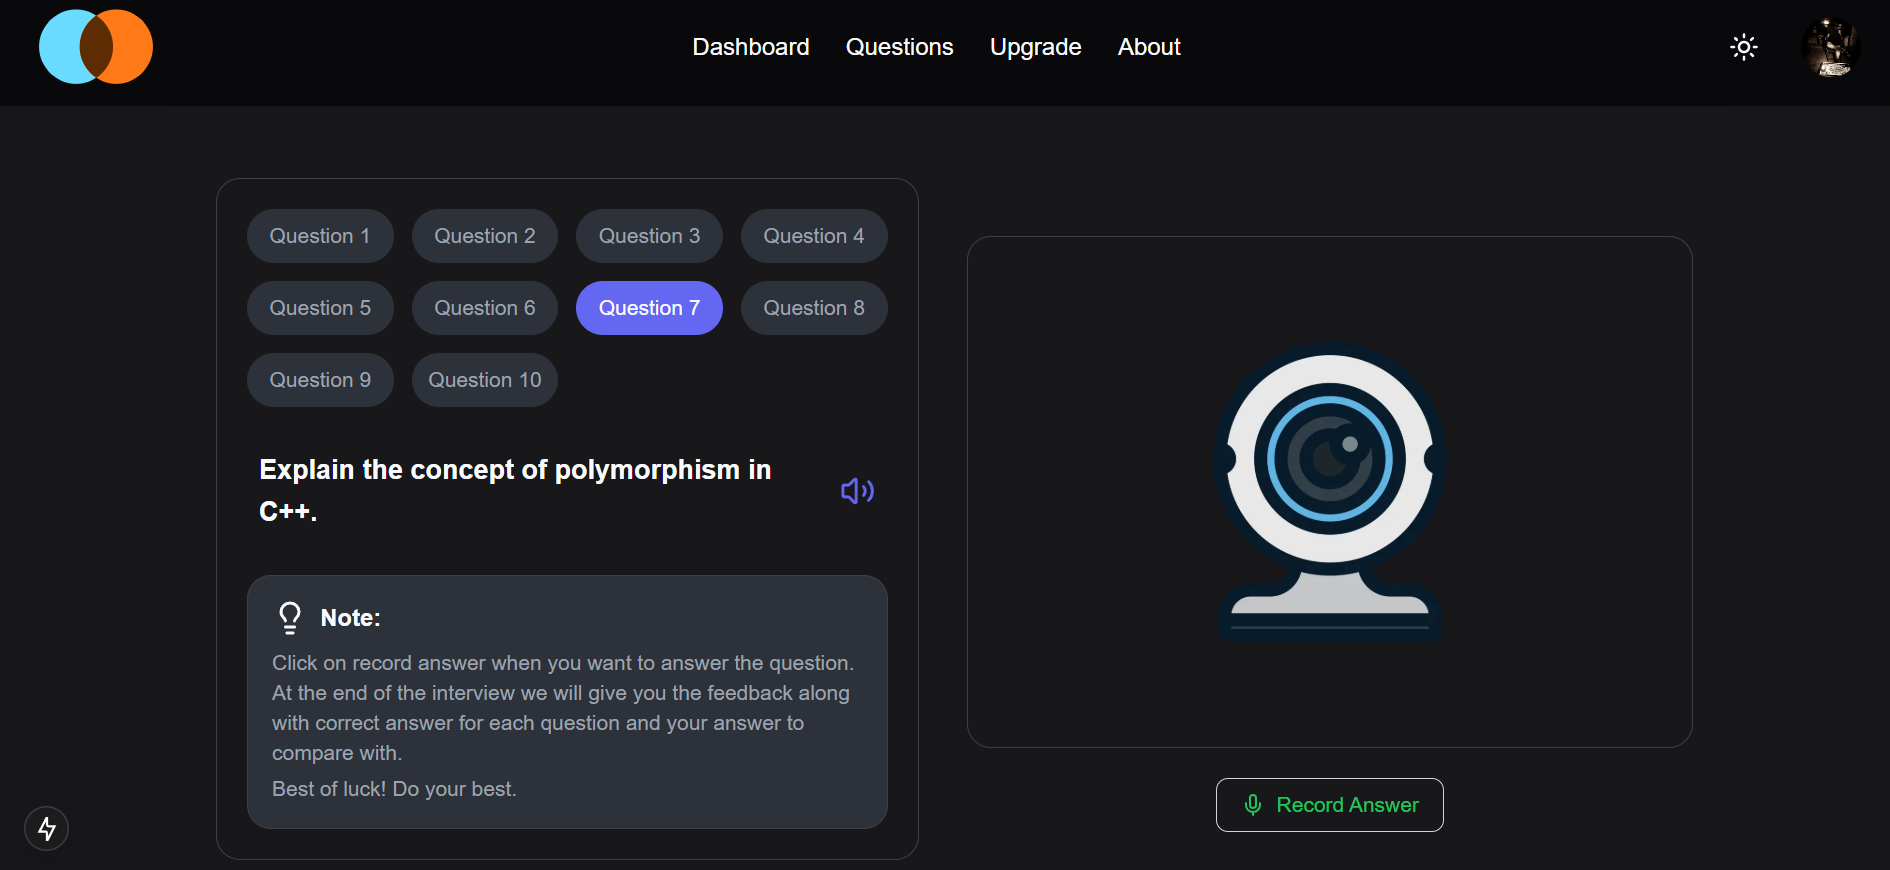 Dashboard Questions Upgrade About
Question 1 Question 2 Question 3 Question 4
Question 5 Question 6 Question 7 Question 8
Question 9 Question 10
Explain the concept of polymorphism in
C++.
Note:
Click on record answer when you want to answer the question.
At the end of the interview we will give you the feedback along
with correct answer for each question and your answer to
compare with.
Best of luck! Do your best.
Record Answer